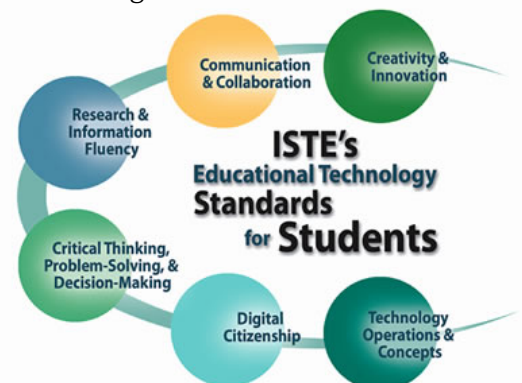 Communication
& Collaboration
Creativity &
Innovation
Research &
Information
Fluency
ISTE's
Educational Technology
Standards
for Students
Critical Thinking,
Problem-Solving, &
Decision-Making
Digital
Citizenship
Technology
Operations &
Concepts